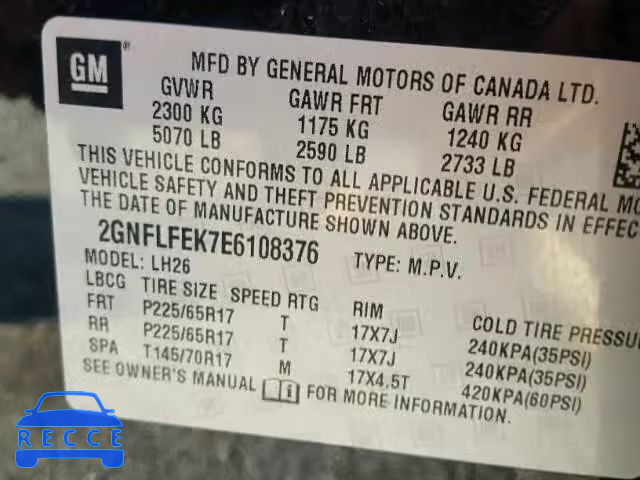 GM
MFD BY GENERAL MOTORS OF CANADA LTD.
GVWR GAWR FRT GAWR RR
2300 KG 1175 KG 1240 KG
5070 LB 2590 LB 2733 LB
THIS VEHICLE CONFORMS TO ALL APPLICABLE U.S. FEDERAL MO
VEHICLE SAFETY AND THEFT PREVENTION STANDARDS IN EFFEC
THE DATE OF MANUFACTURE SHOWN ABOVE.
2GNFLFEK7E6108376 TYPE: M.P.V.
MODEL: LH26
LBCG TIRE SIZE SPEED RTG RIM COLD TIRE PRESSUR
FRT P225/65R17 T 17X7J 240KPA(35PSI)
RR P225/65R17 T 17X7J 240KPA(35PSI)
SPA T145/70R17 M 17X4.5T 420KPA(60PSI)
SEE OWNER'S MANUAL FOR MORE INFORMATION.
RECCE